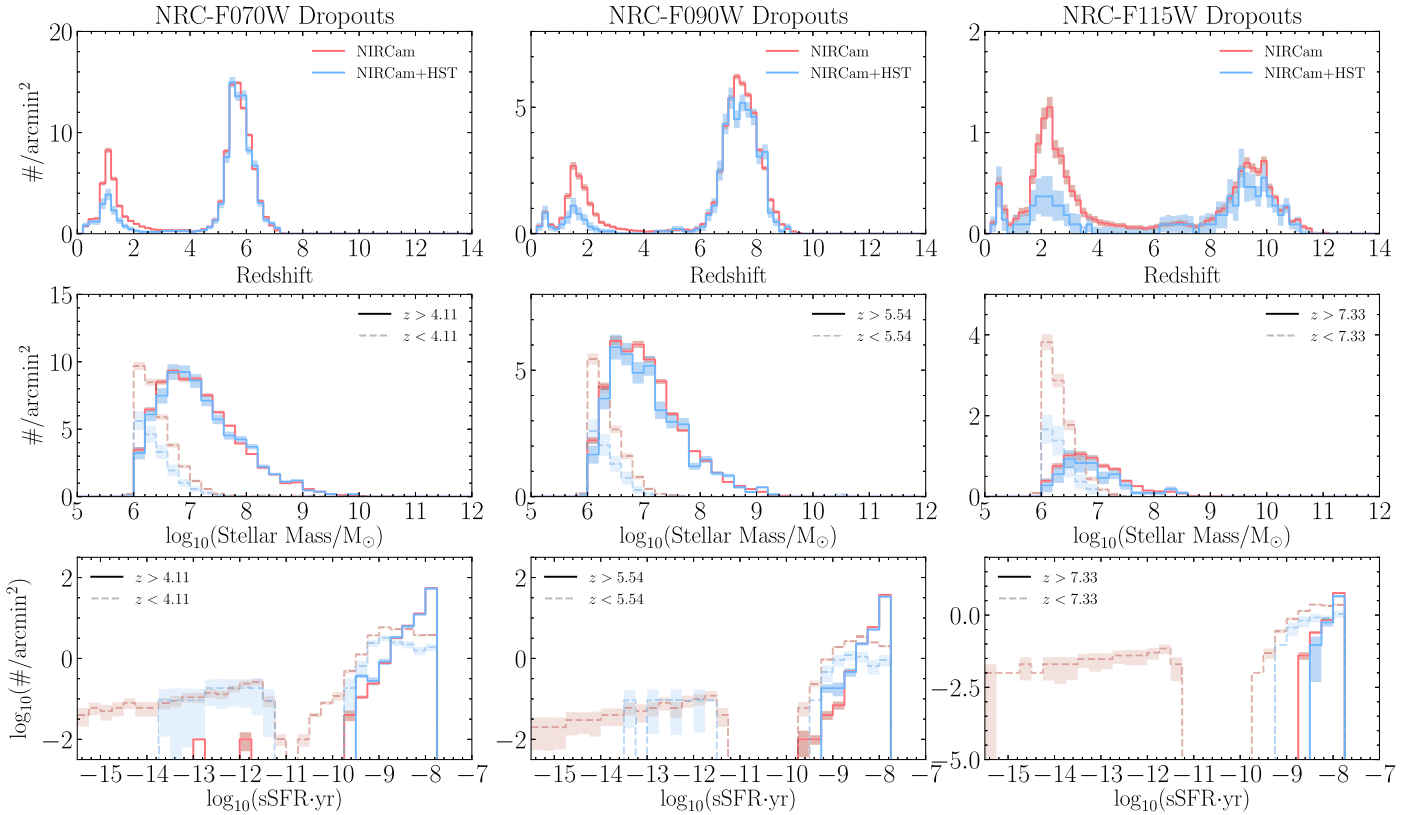 NRC-F070W Dropouts
NRC-F090W Dropouts
NRC-F115W Dropouts
#/arcmin²
20
10
0
NIRCam
NIRCam+HST
0 2 4 6 8 10 12 14
Redshift
5
0
NIRCam
NIRCam+HST
0 2 4 6 8 10 12 14
Redshift
2
1
0
NIRCam
NIRCam+HST
0 2 4 6 8 10 12 14
Redshift
#/arcmin²
15
10
5
0
z > 4.11
z < 4.11
5 6 7 8 9 10 11 12
log₁₀(Stellar Mass/M⊙)
5
0
z > 5.54
z < 5.54
5 6 7 8 9 10 11 12
log₁₀(Stellar Mass/M⊙)
4
2
0
z > 7.33
z < 7.33
5 6 7 8 9 10 11 12
log₁₀(Stellar Mass/M⊙)
log₁₀(#/arcmin²)
2
0
−2
z > 4.11
z < 4.11
−15 −14 −13 −12 −11 −10 −9 −8 −7
log₁₀(sSFR·yr)
2
0
−2
z > 5.54
z < 5.54
−15 −14 −13 −12 −11 −10 −9 −8 −7
log₁₀(sSFR·yr)
0.0
−2.5
−5.0
z > 7.33
z < 7.33
−15 −14 −13 −12 −11 −10 −9 −8 −7
log₁₀(sSFR·yr)